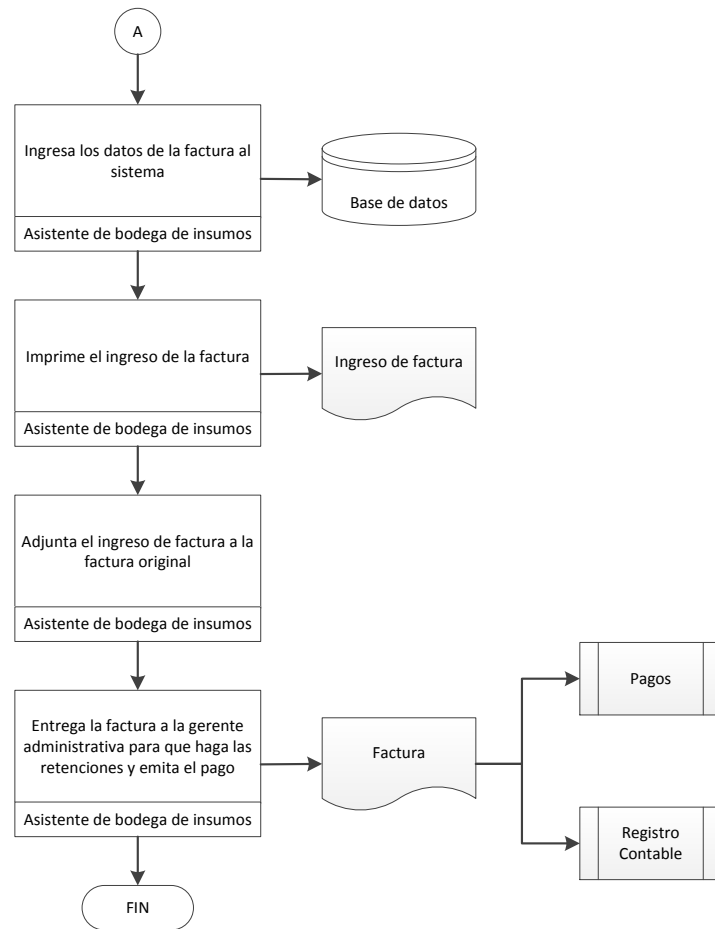 A
Ingresa los datos de la factura al
sistema
Asistente de bodega de insumos
Base de datos
Imprime el ingreso de la factura
Asistente de bodega de insumos
Ingreso de factura
Adjunta el ingreso de factura a la
factura original
Asistente de bodega de insumos
Entrega la factura a la gerente
administrativa para que haga las
retenciones y emita el pago
Asistente de bodega de insumos
Factura
Pagos
Registro
Contable
FIN